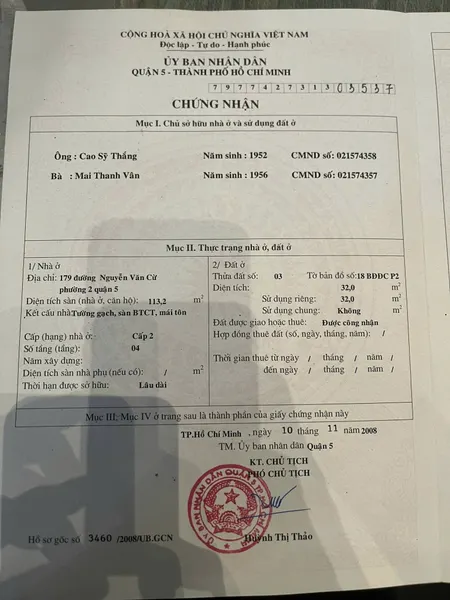 CỘNG HOÀ XÃ HỘI CHỦ NGHĨA VIỆT NAM
Độc lập - Tự do - Hạnh phúc
ỦY BAN NHÂN DÂN
QUẬN 5 - THÀNH PHỐ HỒ CHÍ MINH
7 9 7 7 4 2 7 3 1 3 0 3 5 3 7
CHỨNG NHẬN
Mục I. Chủ sở hữu nhà ở và sử dụng đất ở
Ông : Cao Sỹ Thắng Năm sinh : 1952 CMND số: 021574358
Bà : Mai Thanh Vân Năm sinh : 1956 CMND số: 021574357
Mục II. Thực trạng nhà ở, đất ở
1/ Nhà ở
Địa chỉ: 179 đường Nguyễn Văn Cừ
phường 2 quận 5
Diện tích sàn (nhà ở, căn hộ): 113,2 m2
Kết cấu nhà: Tường gạch, sàn BTCT, mái tôn
Cấp (hạng) nhà ở: Cấp 2
Số tầng (tầng): 04
Năm xây dựng:
Diện tích sàn nhà phụ (nếu có): / m2
Thời hạn được sở hữu: Lâu dài
2/ Đất ở
Thửa đất số: 03 Tờ bản đồ số: 18 BĐĐC P2
Diện tích: 32,0 m2
Sử dụng riêng: 32,0 m2
Sử dụng chung: Không m2
Đất được giao hoặc thuê: Được công nhận
Hợp đồng thuê đất (số, ngày, tháng, năm): /
Thời gian thuê từ ngày / tháng / năm /
đến ngày / tháng / năm /
Mục III; Mục IV ở trang sau là thành phần của giấy chứng nhận này
TP.Hồ Chí Minh , ngày 10 tháng 11 năm 2008
TM. Ủy ban nhân dân Quận 5
KT. CHỦ TỊCH
PHÓ CHỦ TỊCH
ỦY BAN NHÂN DÂN QUẬN 5 T.P HỒ CHÍ MINH
Hồ sơ gốc số 3460 /2008/UB.GCN
Huỳnh Thị Thảo